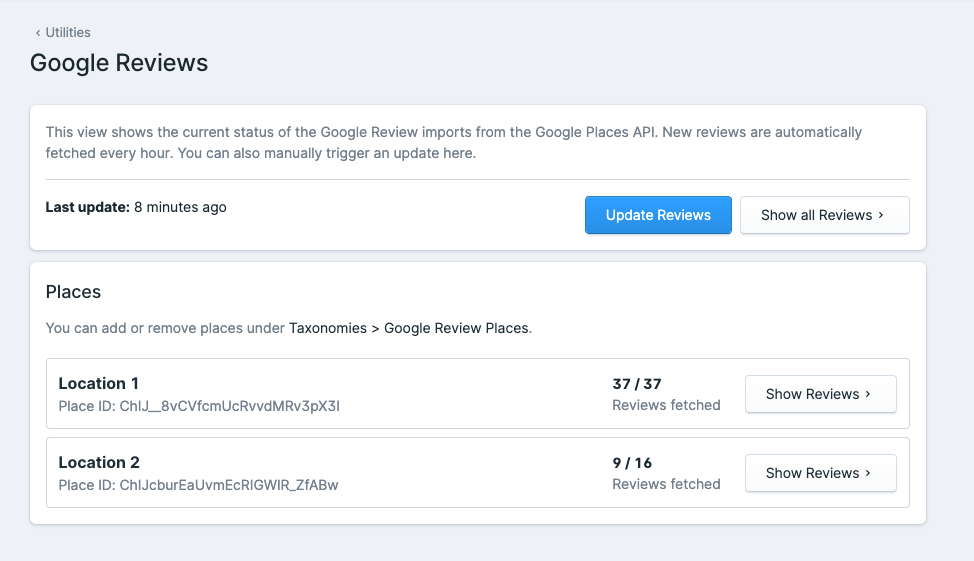 ‹ Utilities
Google Reviews
This view shows the current status of the Google Review imports from the Google Places API. New reviews are automatically
fetched every hour. You can also manually trigger an update here.
Last update: 8 minutes ago
Update Reviews
Show all Reviews ›
Places
You can add or remove places under Taxonomies > Google Review Places.
Location 1
Place ID: ChIJ__8vCVfcmUcRvvdMRv3pX3I
37 / 37
Reviews fetched
Show Reviews ›
Location 2
Place ID: ChIJcburEaUvmEcRIGWIR_ZfABw
9 / 16
Reviews fetched
Show Reviews ›